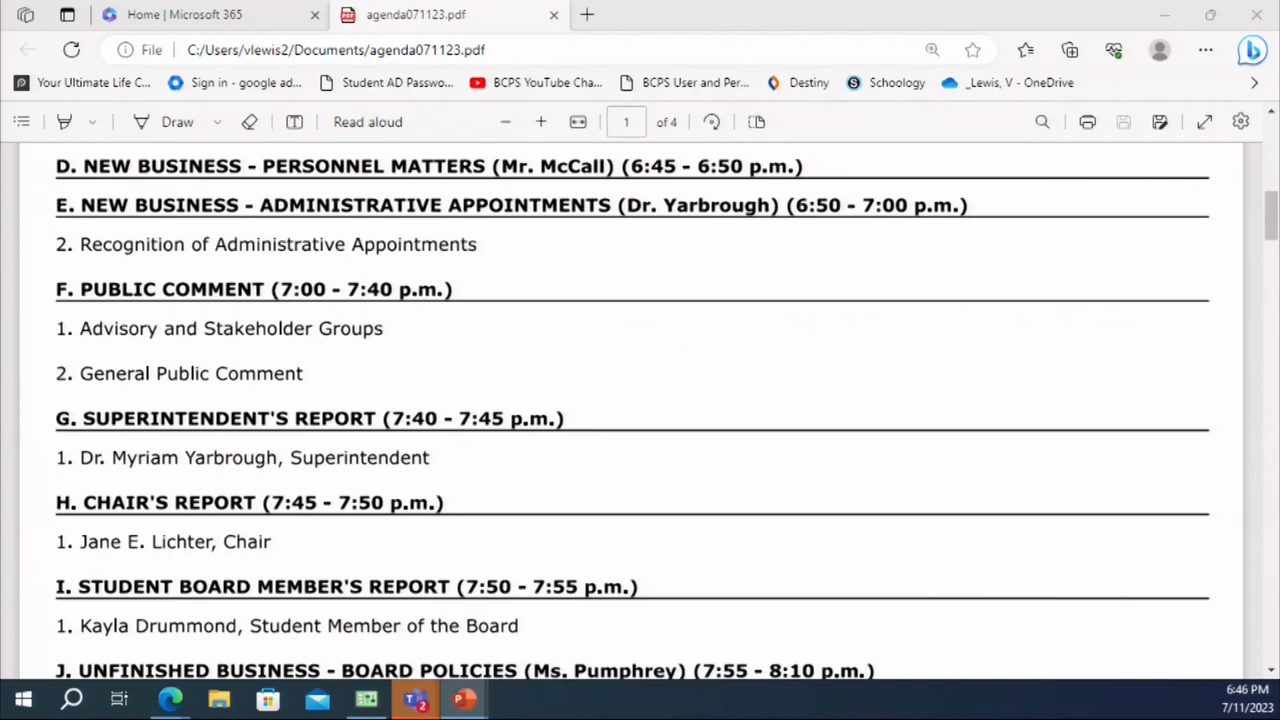 Home | Microsoft 365
agenda071123.pdf
File
C:/Users/vlewis2/Documents/agenda071123.pdf
Your Ultimate Life C...
Sign in - google ad...
Student AD Passwo...
BCPS YouTube Cha...
BCPS User and Per...
Destiny
Schoology
_Lewis, V - OneDrive
Draw
Read aloud
1 of 4
D. NEW BUSINESS - PERSONNEL MATTERS (Mr. McCall) (6:45 - 6:50 p.m.)
E. NEW BUSINESS - ADMINISTRATIVE APPOINTMENTS (Dr. Yarbrough) (6:50 - 7:00 p.m.)
2. Recognition of Administrative Appointments
F. PUBLIC COMMENT (7:00 - 7:40 p.m.)
1. Advisory and Stakeholder Groups
2. General Public Comment
G. SUPERINTENDENT'S REPORT (7:40 - 7:45 p.m.)
1. Dr. Myriam Yarbrough, Superintendent
H. CHAIR'S REPORT (7:45 - 7:50 p.m.)
1. Jane E. Lichter, Chair
I. STUDENT BOARD MEMBER'S REPORT (7:50 - 7:55 p.m.)
1. Kayla Drummond, Student Member of the Board
J. UNFINISHED BUSINESS - BOARD POLICIES (Ms. Pumphrey) (7:55 - 8:10 p.m.)
2
6:46 PM
7/11/2023